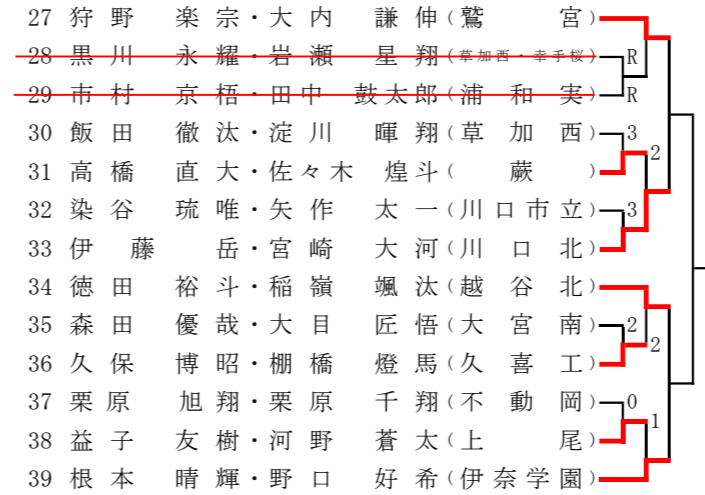 27 狩野 楽宗・大内 謙伸（鷲宮）
28 黒川 永耀・岩瀬 星翔（草加西・幸手桜） R
29 市村 京梧・田中 鼓太郎（浦和実） R
30 飯田 徹汰・淀川 暉翔（草加西） 3
31 高橋 直大・佐々木 煌斗（蕨） 2
32 染谷 琉唯・矢作 太一（川口市立） 3
33 伊藤 岳・宮崎 大河（川口北）
34 徳田 裕斗・稲嶺 颯汰（越谷北）
35 森田 優哉・大目 匠悟（大宮南） 2
36 久保 博昭・棚橋 燈馬（久喜工） 2
37 栗原 旭翔・栗原 千翔（不動岡） 0
38 益子 友樹・河野 蒼太（上尾） 1
39 根本 晴輝・野口 好希（伊奈学園）